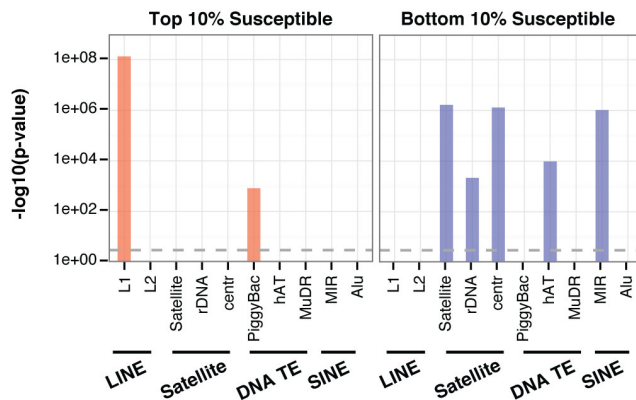 Top 10% Susceptible
Bottom 10% Susceptible
-log10(p-value)
1e+08
1e+06
1e+04
1e+02
1e+00
L1
L2
Satellite
rDNA
centr
PiggyBac
hAT
MuDR
MIR
Alu
L1
L2
Satellite
rDNA
centr
PiggyBac
hAT
MuDR
MIR
Alu
LINE
Satellite
DNA TE
SINE
LINE
Satellite
DNA TE
SINE